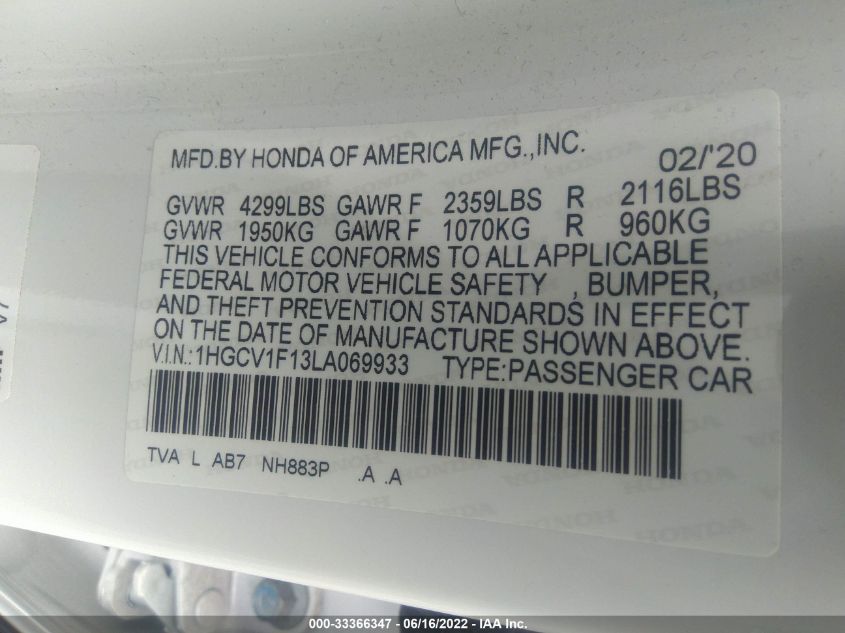 MFD.BY HONDA OF AMERICA MFG.,INC. 02/'20
GVWR 4299LBS GAWR F 2359LBS R 2116LBS
GVWR 1950KG GAWR F 1070KG R 960KG
THIS VEHICLE CONFORMS TO ALL APPLICABLE
FEDERAL MOTOR VEHICLE SAFETY , BUMPER,
AND THEFT PREVENTION STANDARDS IN EFFECT
ON THE DATE OF MANUFACTURE SHOWN ABOVE.
V.I.N.:1HGCV1F13LA069933 TYPE:PASSENGER CAR
TVA L AB7 NH883P .A .A
000-33366347 - 06/16/2022 - IAA Inc.